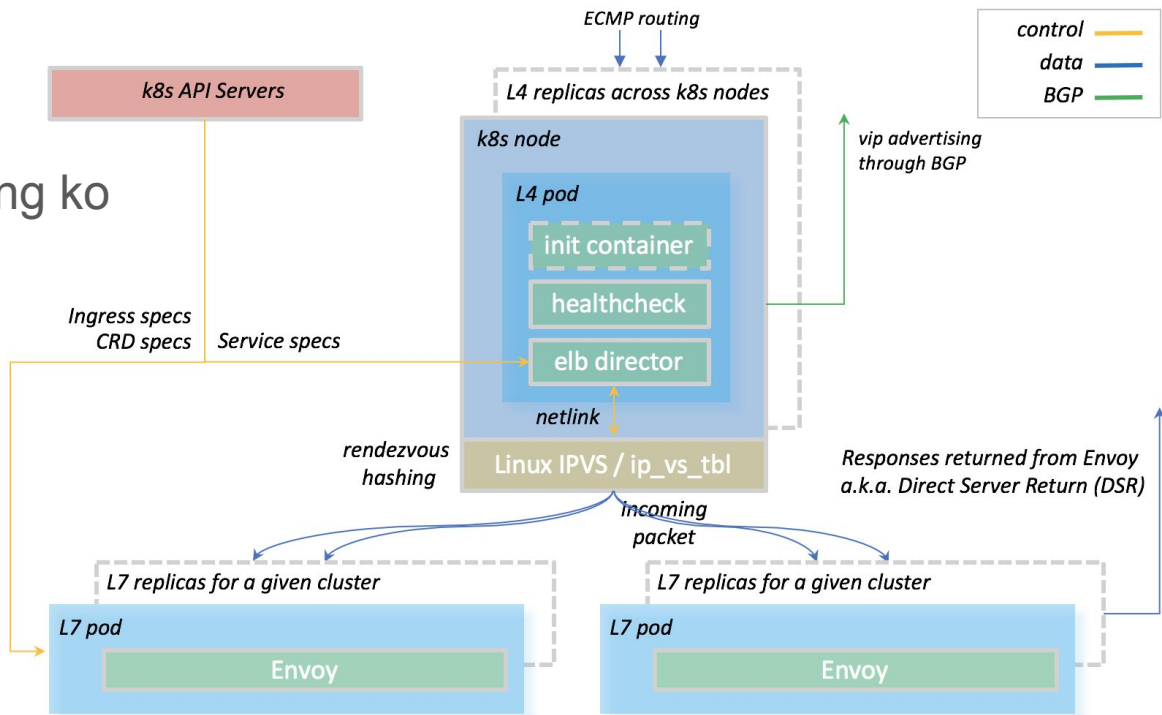 ECMP routing
control
data
BGP
k8s API Servers
L4 replicas across k8s nodes
k8s node
vip advertising
through BGP
ng ko
L4 pod
init container
healthcheck
Ingress specs
CRD specs
Service specs
elb director
netlink
rendezvous
hashing
Linux IPVS / ip_vs_tbl
Responses returned from Envoy
a.k.a. Direct Server Return (DSR)
incoming
packet
L7 replicas for a given cluster
L7 pod
Envoy
L7 replicas for a given cluster
L7 pod
Envoy